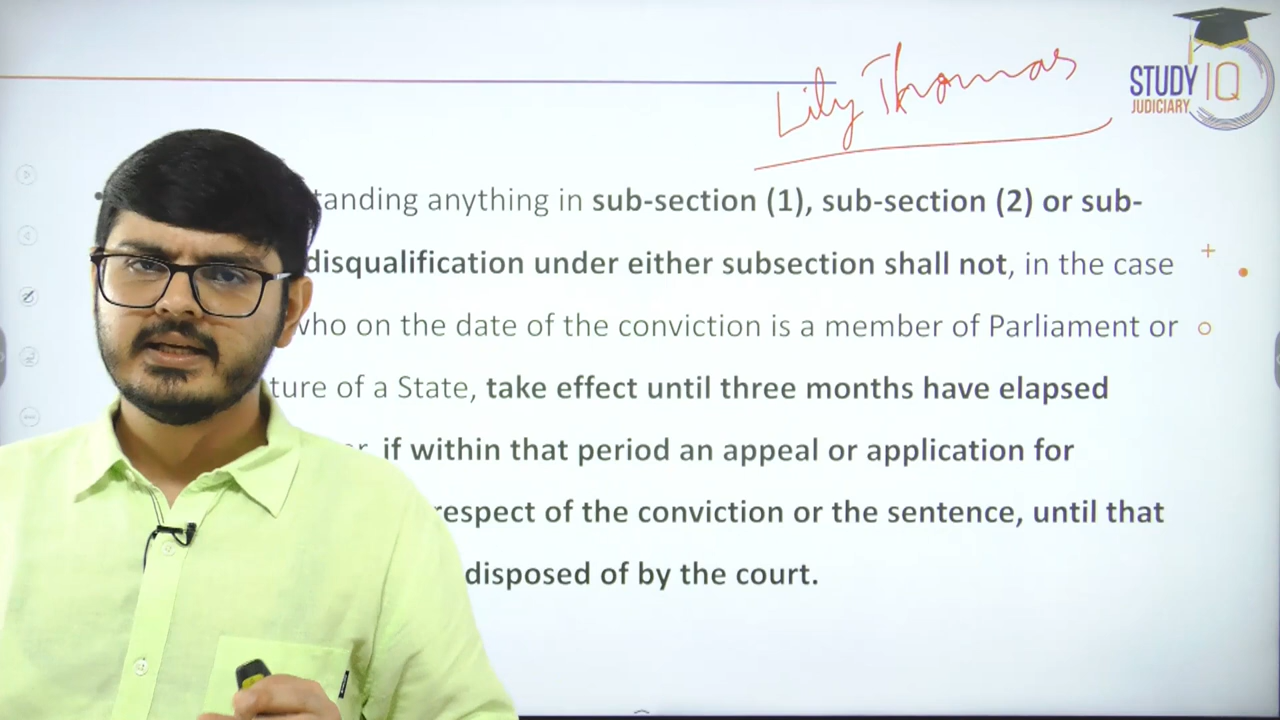 Lily Thomas
STUDY IQ
JUDICIARY
tanding anything in sub-section (1), sub-section (2) or sub-
disqualification under either subsection shall not, in the case
who on the date of the conviction is a member of Parliament or
ture of a State, take effect until three months have elapsed
if within that period an appeal or application for
respect of the conviction or the sentence, until that
disposed of by the court.